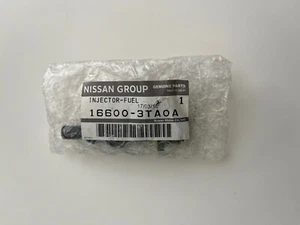 NISSAN GROUP
GENUINE PARTS
INJECTOR-FUEL
1
16600-3TA0A